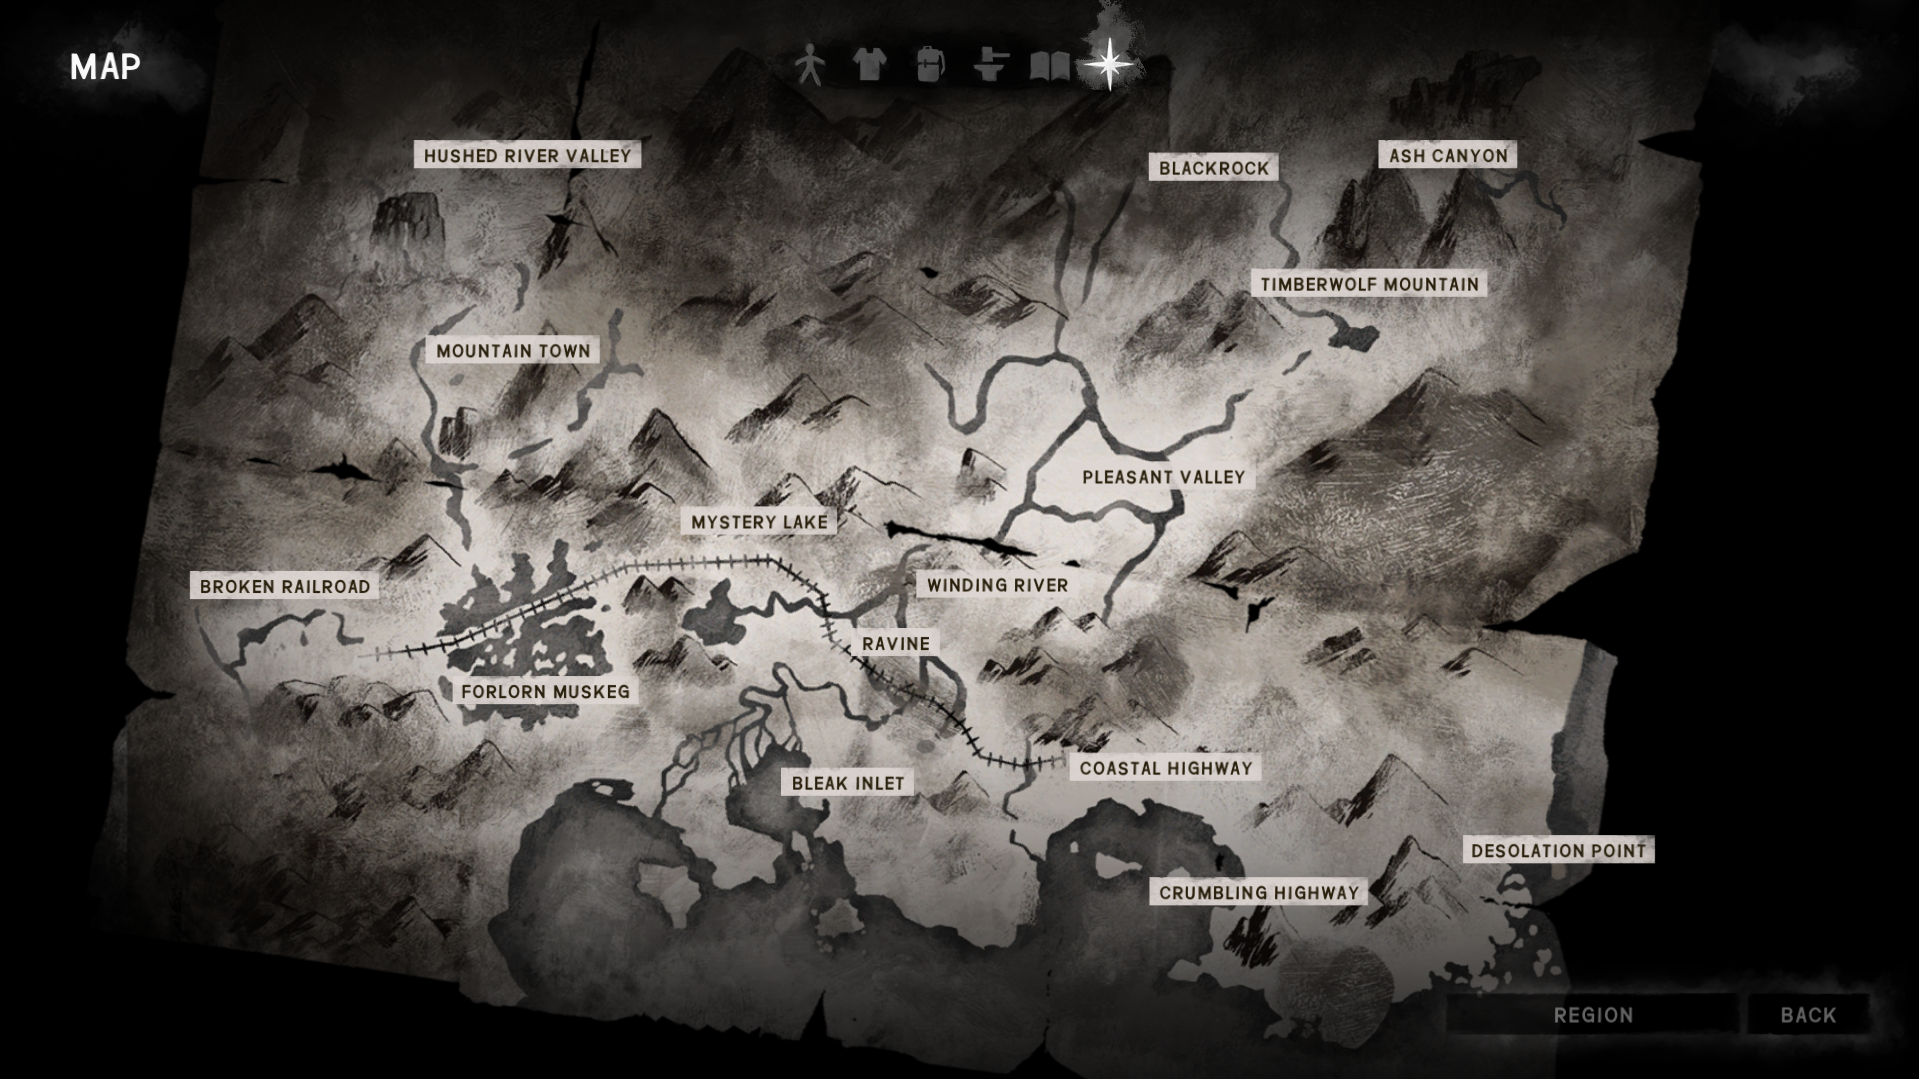 MAP
HUSHED RIVER VALLEY
BLACKROCK
ASH CANYON
TIMBERWOLF MOUNTAIN
MOUNTAIN TOWN
PLEASANT VALLEY
MYSTERY LAKE
BROKEN RAILROAD
WINDING RIVER
RAVINE
FORLORN MUSKEG
COASTAL HIGHWAY
BLEAK INLET
DESOLATION POINT
CRUMBLING HIGHWAY
REGION
BACK